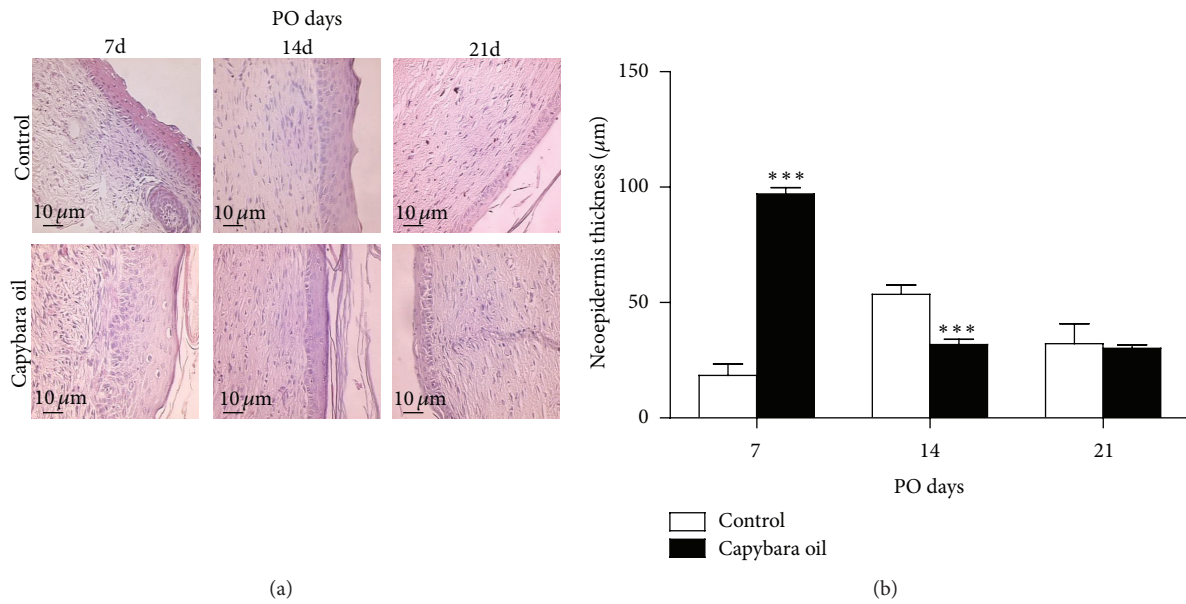 PO days
7d 14d 21d
Control
10 μm 10 μm 10 μm
Capybara oil
10 μm 10 μm 10 μm
(a)
Neoepidermis thickness (μm)
150
100
50
0
***
***
7 14 21
PO days
Control
Capybara oil
(b)